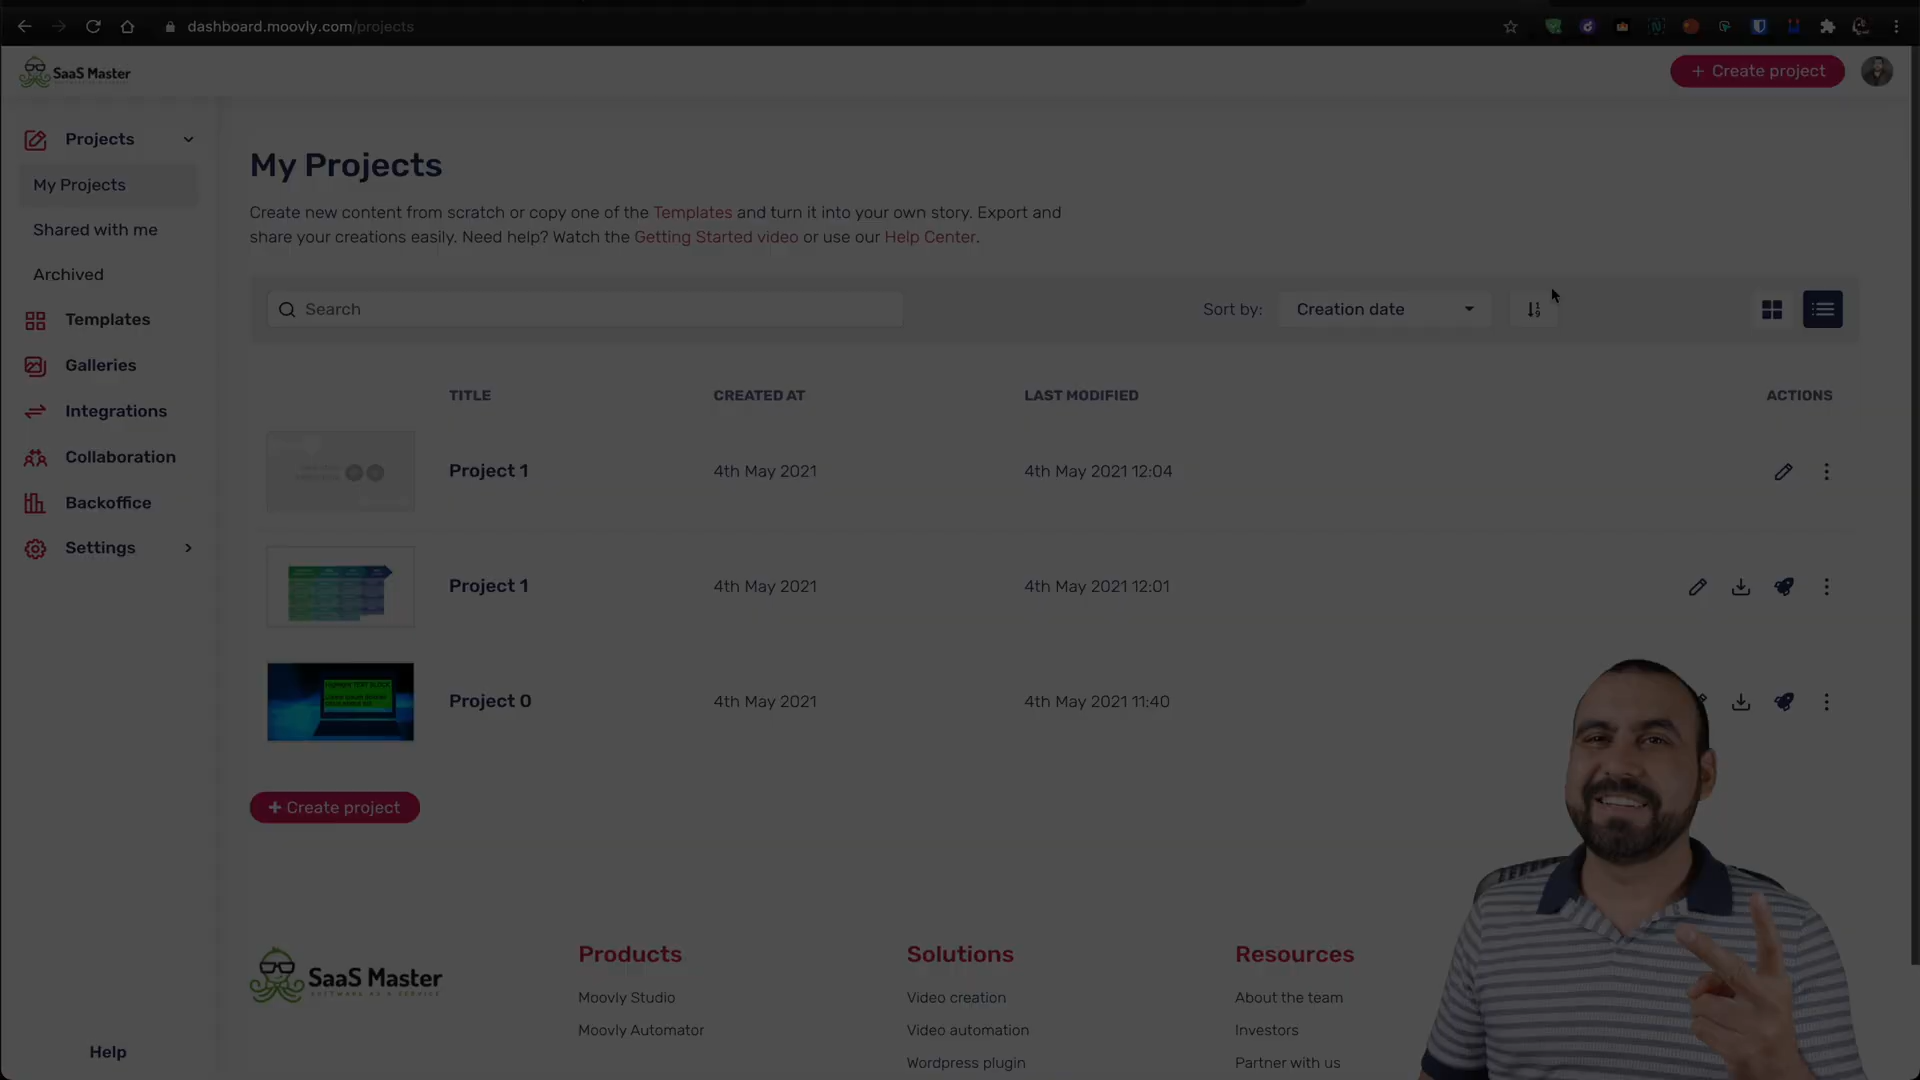 dashboard.moovly.com/projects
SaaS Master
+ Create project
Projects
My Projects
Shared with me
Archived
Templates
Galleries
Integrations
Collaboration
Backoffice
Settings
Help
My Projects
Create new content from scratch or copy one of the Templates and turn it into your own story. Export and
share your creations easily. Need help? Watch the Getting Started video or use our Help Center.
Search
Sort by:
Creation date
TITLE CREATED AT LAST MODIFIED ACTIONS
Project 1 4th May 2021 4th May 2021 12:04
Project 1 4th May 2021 4th May 2021 12:01
Project 0 4th May 2021 4th May 2021 11:40
+ Create project
SaaS Master
SOFTWARE AS A SERVICE
Products
Moovly Studio
Moovly Automator
Solutions
Video creation
Video automation
Wordpress plugin
Resources
About the team
Investors
Partner with us